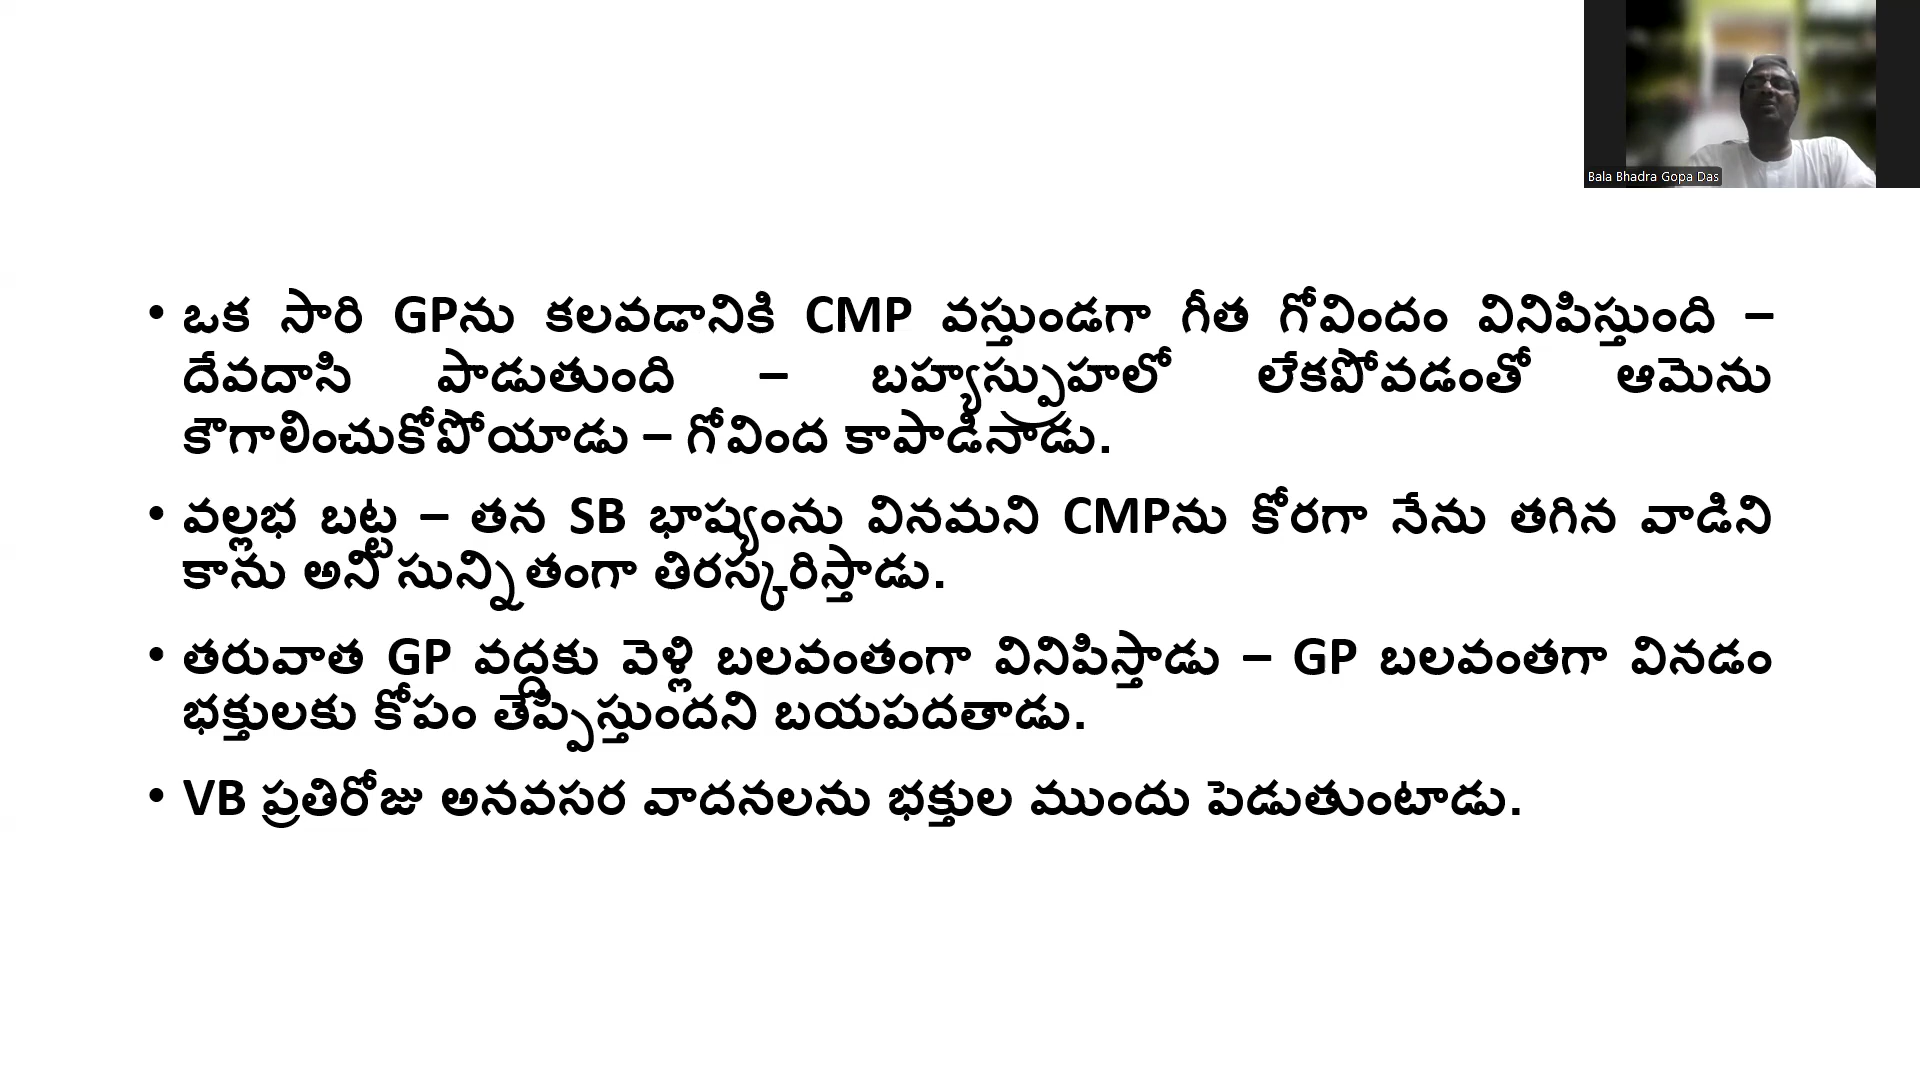 Bala Bhadra Gopa Das
• ఒక సారి GPను కలవడానికి CMP వస్తుండగా గీత గోవిందం వినిపిస్తుంది –
దేవదాసి పాడుతుంది – బహ్యస్ప్రుహలో లేకపోవడంతో ఆమెను
కౌగాలించుకోపోయాడు – గోవింద కాపాడినాడు.
• వల్లభ బట్ట – తన SB భాష్యంను వినమని CMPను కోరగా నేను తగిన వాడిని
కాను అని సున్నితంగా తిరస్కరిస్తాడు.
• తరువాత GP వద్దకు వెళ్లి బలవంతంగా వినిపిస్తాడు – GP బలవంతగా వినడం
భక్తులకు కోపం తెప్పిస్తుందని బయపదతాడు.
• VB ప్రతిరోజు అనవసర వాదనలను భక్తుల ముందు పెడుతుంటాడు.